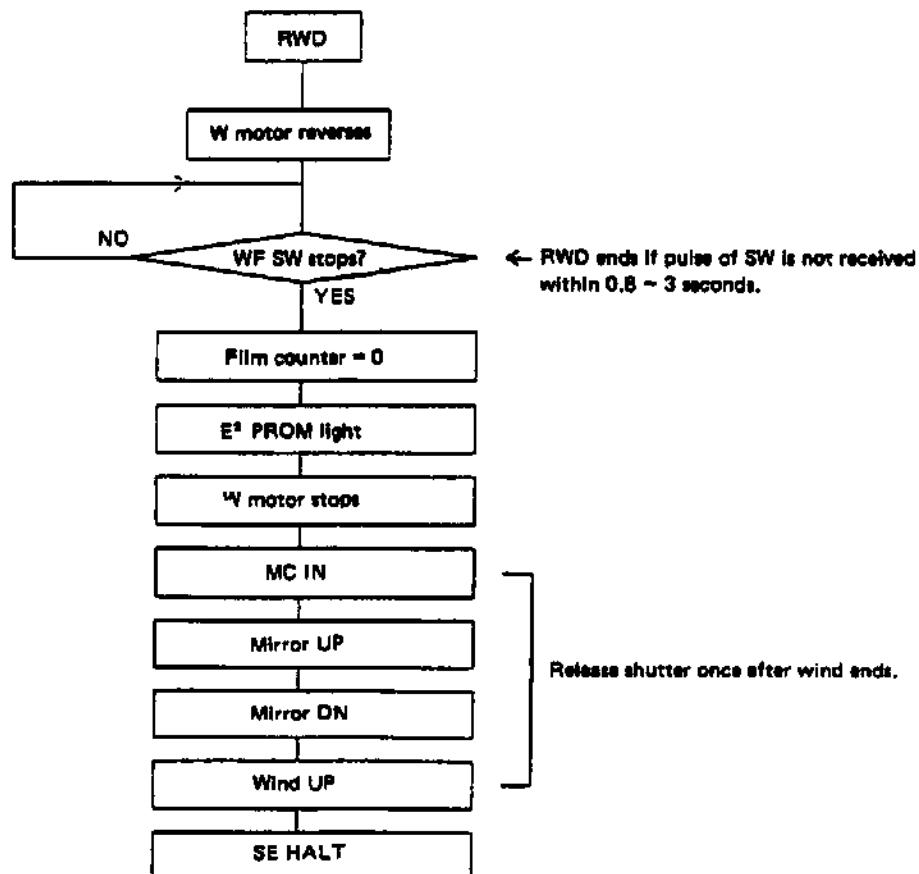 RWD
W motor reverses
NO
WF SW stops?
← RWD ends if pulse of SW is not received
within 0.8 ~ 3 seconds.
YES
Film counter = 0
E² PROM light
W motor stops
MC IN
Mirror UP
Release shutter once after wind ends.
Mirror DN
Wind UP
SE HALT